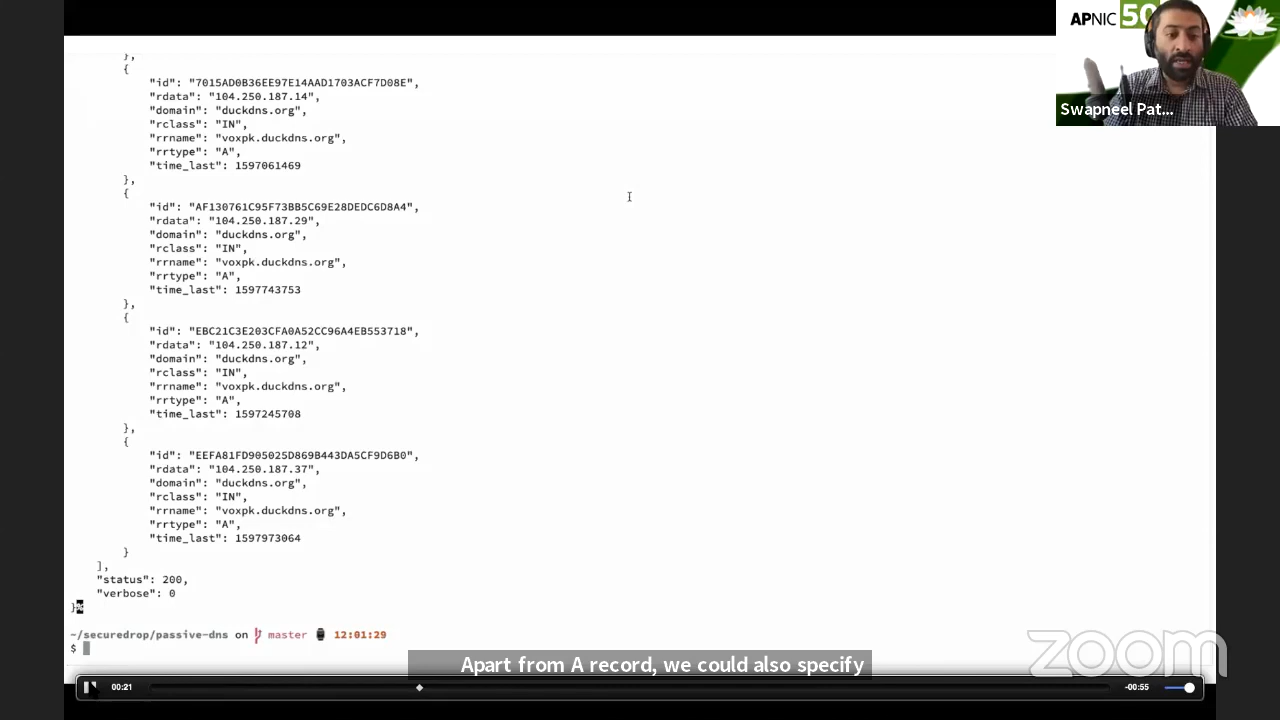 },
{
"id": "7015AD0B36EE97E14AAD1703ACF7D08E",
"rdata": "104.250.187.14",
"domain": "duckdns.org",
"rclass": "IN",
"rrname": "voxpk.duckdns.org",
"rrtype": "A",
"time_last": 1597061469
},
{
"id": "AF130761C95F73BB5C69E28DEDC6D8A4",
"rdata": "104.250.187.29",
"domain": "duckdns.org",
"rclass": "IN",
"rrname": "voxpk.duckdns.org",
"rrtype": "A",
"time_last": 1597743753
},
{
"id": "EBC21C3E203CFA0A52CC96A4EB553718",
"rdata": "104.250.187.12",
"domain": "duckdns.org",
"rclass": "IN",
"rrname": "voxpk.duckdns.org",
"rrtype": "A",
"time_last": 1597245708
},
{
"id": "EEFA81FD905025D869B443DA5CF9D6B0",
"rdata": "104.250.187.37",
"domain": "duckdns.org",
"rclass": "IN",
"rrname": "voxpk.duckdns.org",
"rrtype": "A",
"time_last": 1597973064
}
],
"status": 200,
"verbose": 0
}%
~/securedrop/passive-dns on master 12:01:29
$
APNIC 50
Swapneel Pat...
zoom
Apart from A record, we could also specify
00:21
-00:55